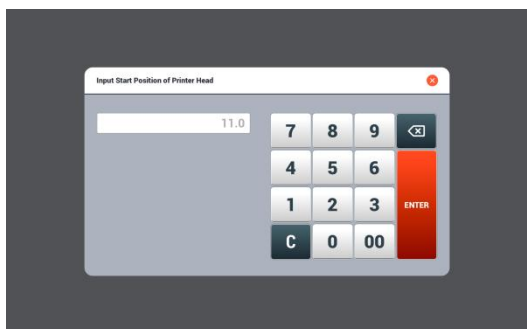 Input Start Position of Printer Head
11.0
7 8 9
4 5 6
1 2 3 ENTER
C 0 00